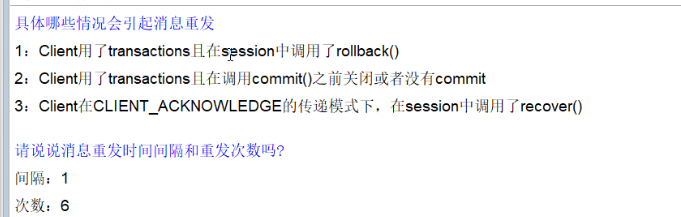 具体哪些情况会引起消息重发
1：Client用了transactions且在session中调用了rollback()
2：Client用了transactions且在调用commit()之前关闭或者没有commit
3：Client在CLIENT_ACKNOWLEDGE的传递模式下，在session中调用了recover()
请说说消息重发时间间隔和重发次数吗?
间隔：1
次数：6